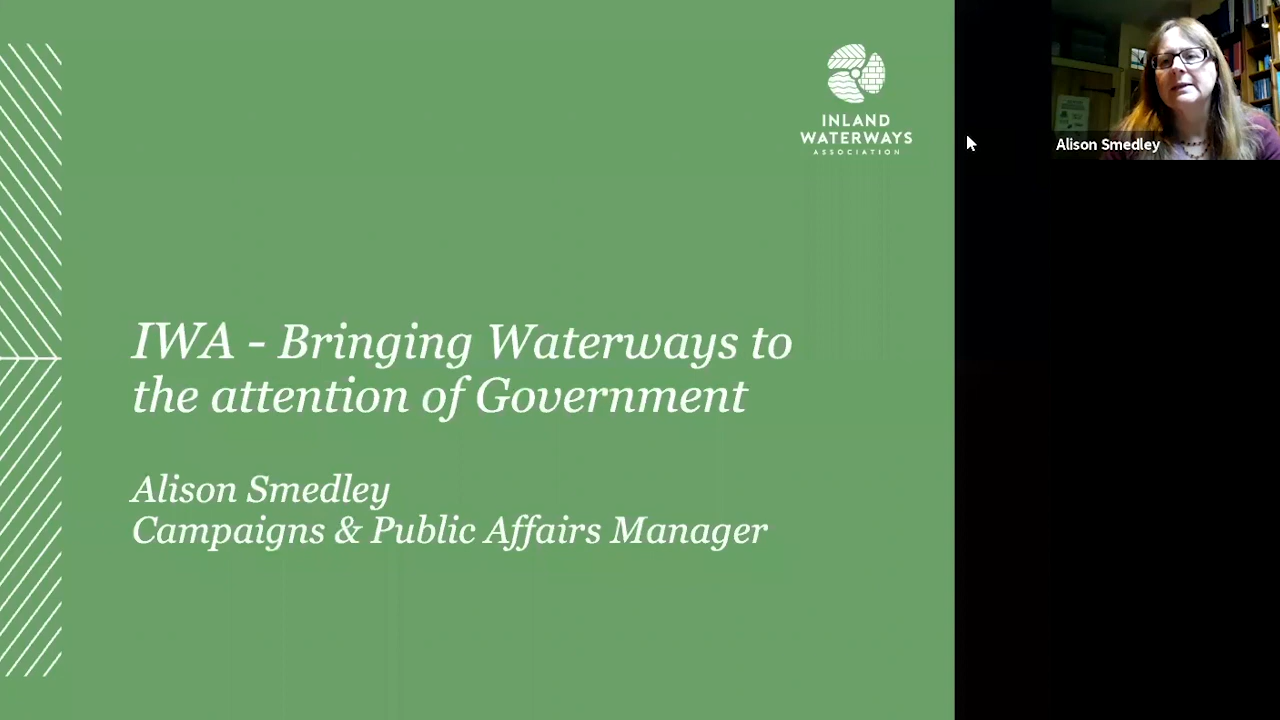 INLAND
WATERWAYS
ASSOCIATION
Alison Smedley
IWA - Bringing Waterways to
the attention of Government
Alison Smedley
Campaigns & Public Affairs Manager